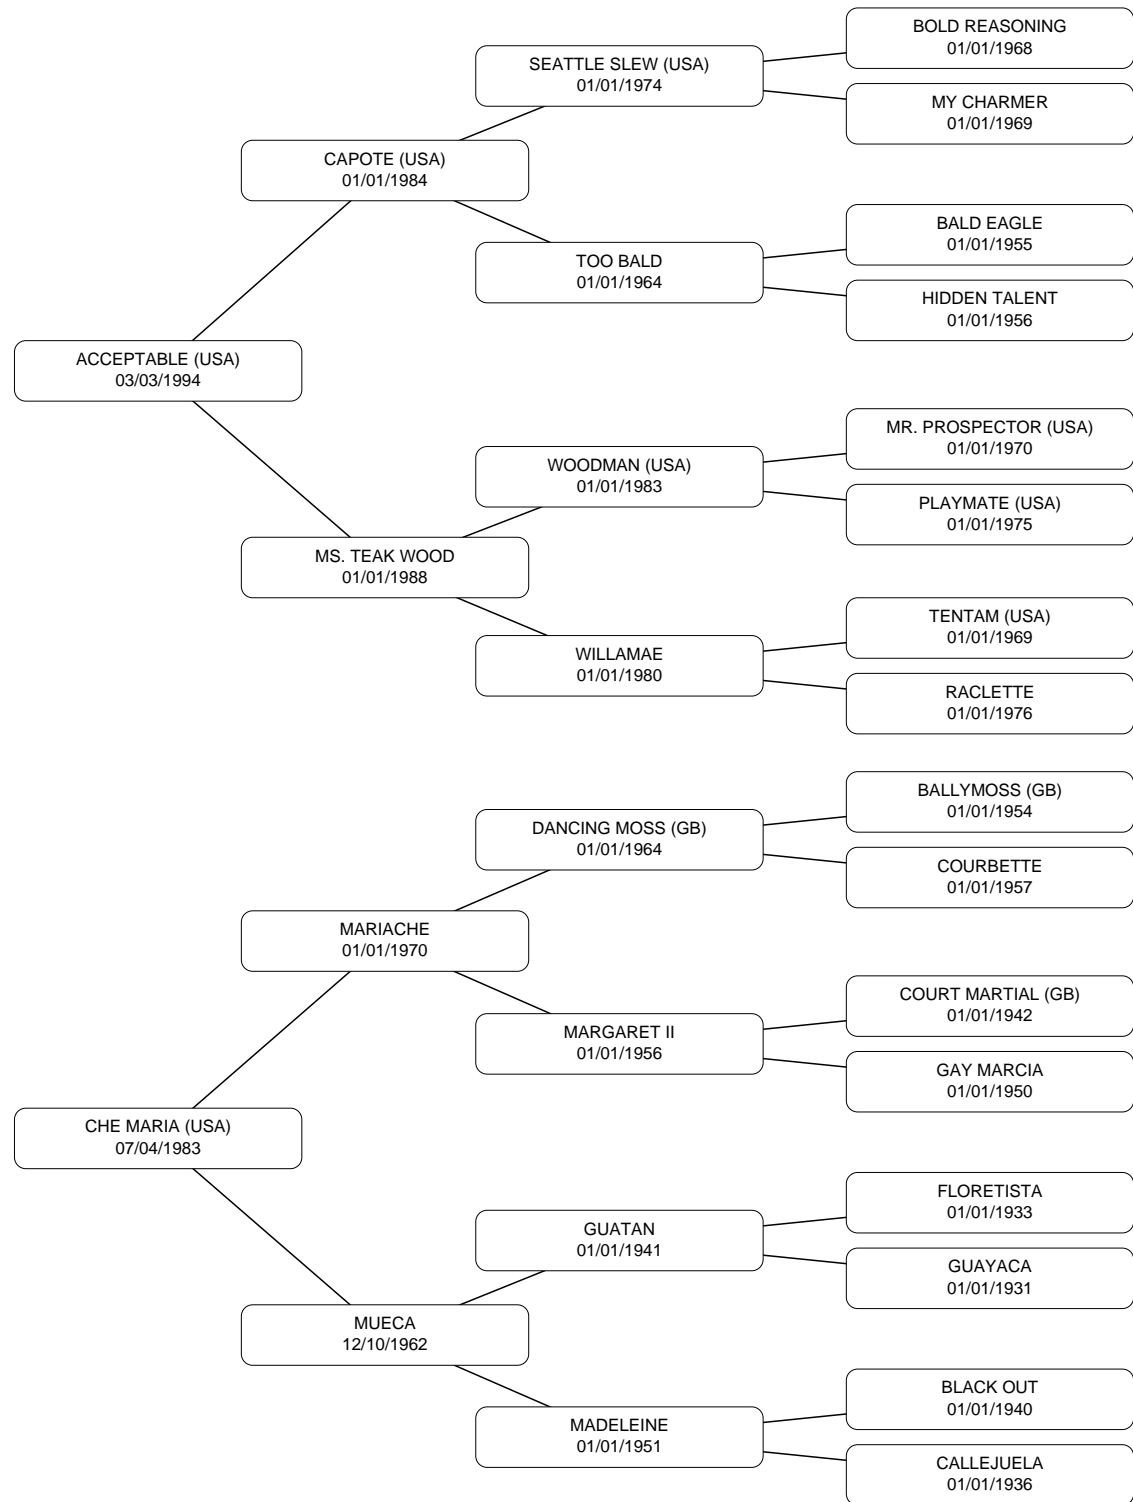 BOLD REASONING
01/01/1968
SEATTLE SLEW (USA)
01/01/1974
MY CHARMER
01/01/1969
CAPOTE (USA)
01/01/1984
BALD EAGLE
01/01/1955
TOO BALD
01/01/1964
HIDDEN TALENT
01/01/1956
ACCEPTABLE (USA)
03/03/1994
MR. PROSPECTOR (USA)
01/01/1970
WOODMAN (USA)
01/01/1983
PLAYMATE (USA)
01/01/1975
MS. TEAK WOOD
01/01/1988
TENTAM (USA)
01/01/1969
WILLAMAE
01/01/1980
RACLETTE
01/01/1976
BALLYMOSS (GB)
01/01/1954
DANCING MOSS (GB)
01/01/1964
COURBETTE
01/01/1957
MARIACHE
01/01/1970
COURT MARTIAL (GB)
01/01/1942
MARGARET II
01/01/1956
GAY MARCIA
01/01/1950
CHE MARIA (USA)
07/04/1983
FLORETISTA
01/01/1933
GUATAN
01/01/1941
GUAYACA
01/01/1931
MUECA
12/10/1962
BLACK OUT
01/01/1940
MADELEINE
01/01/1951
CALLEJUELA
01/01/1936